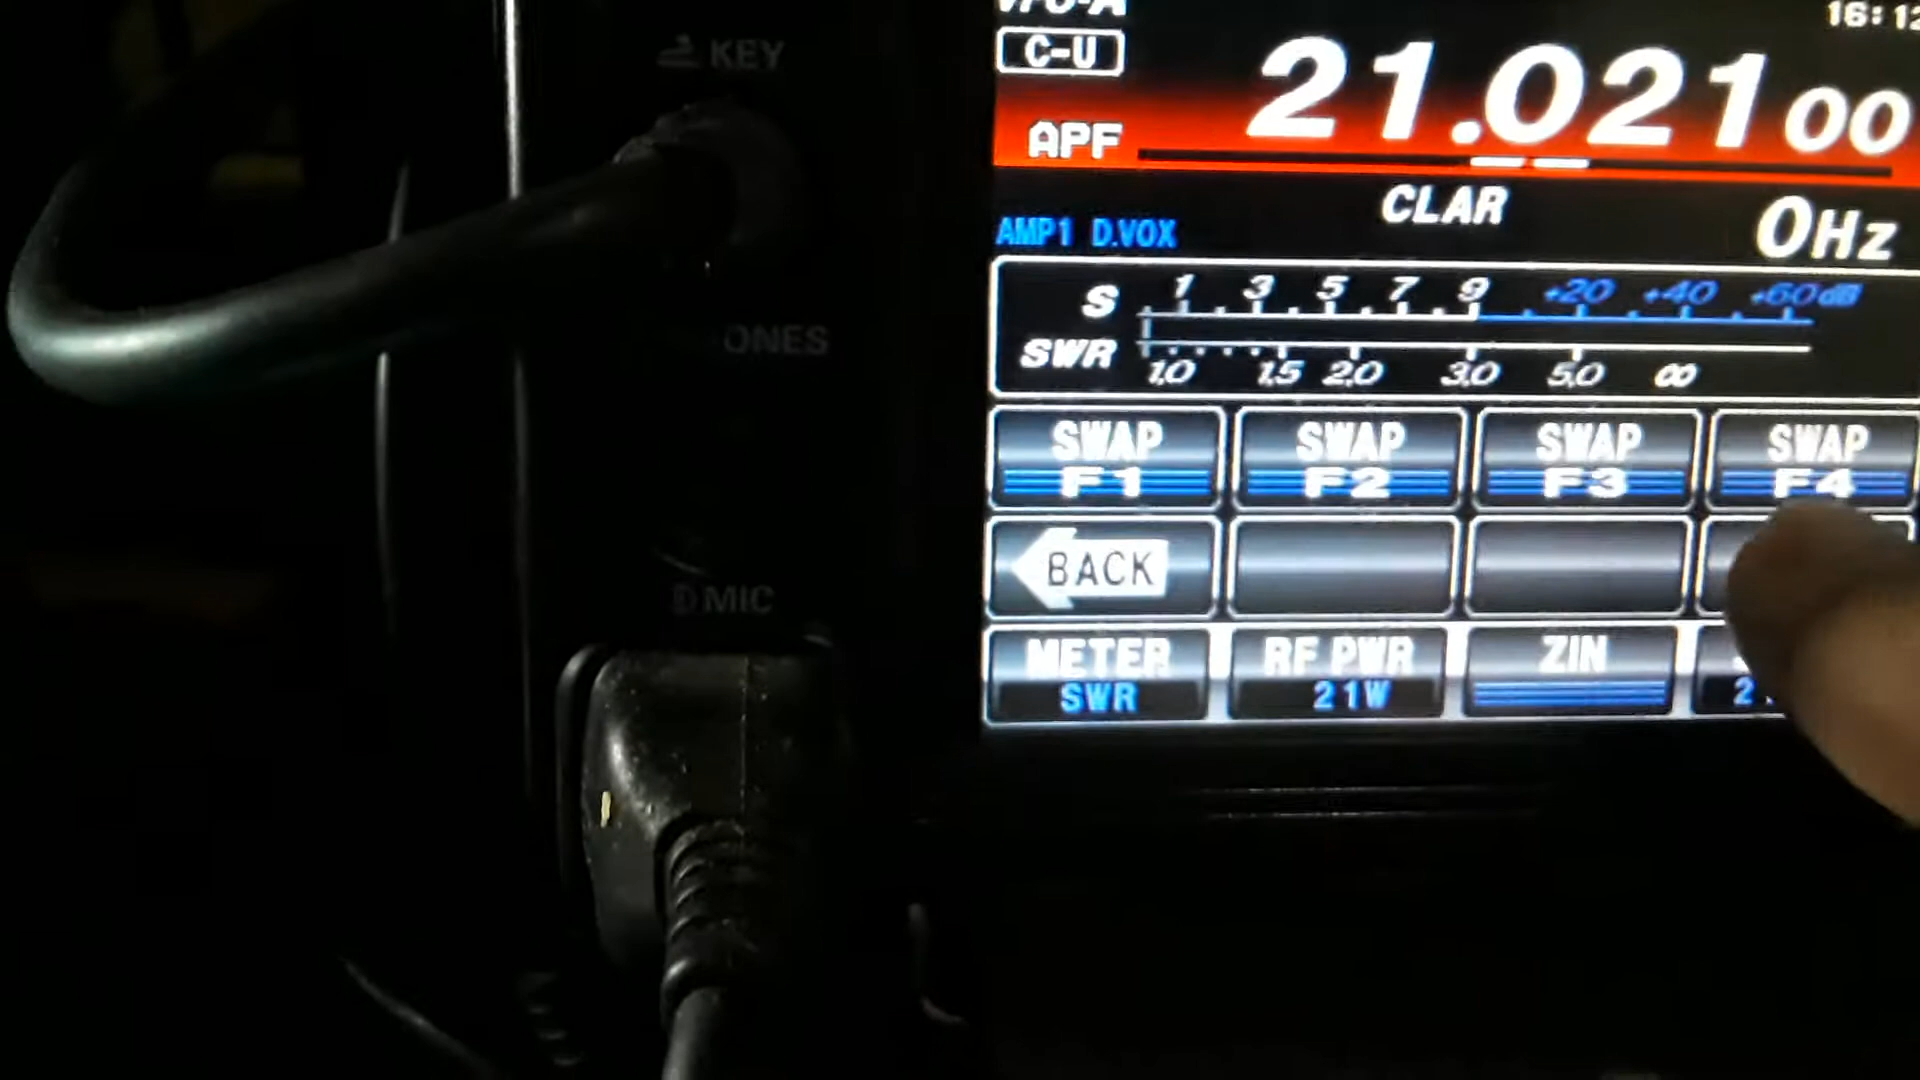 KEY
ONES
MIC
VFO-A
16:12
C-U
21.02100
APF
CLAR
0Hz
AMP1 D.VOX
S 1 3 5 7 9 +20 +40 +60dB
SWR 1.0 1.5 2.0 3.0 5.0 ∞
SWAP SWAP SWAP SWAP
F1 F2 F3 F4
BACK
METER RF PWR ZIN
SWR 21W 2